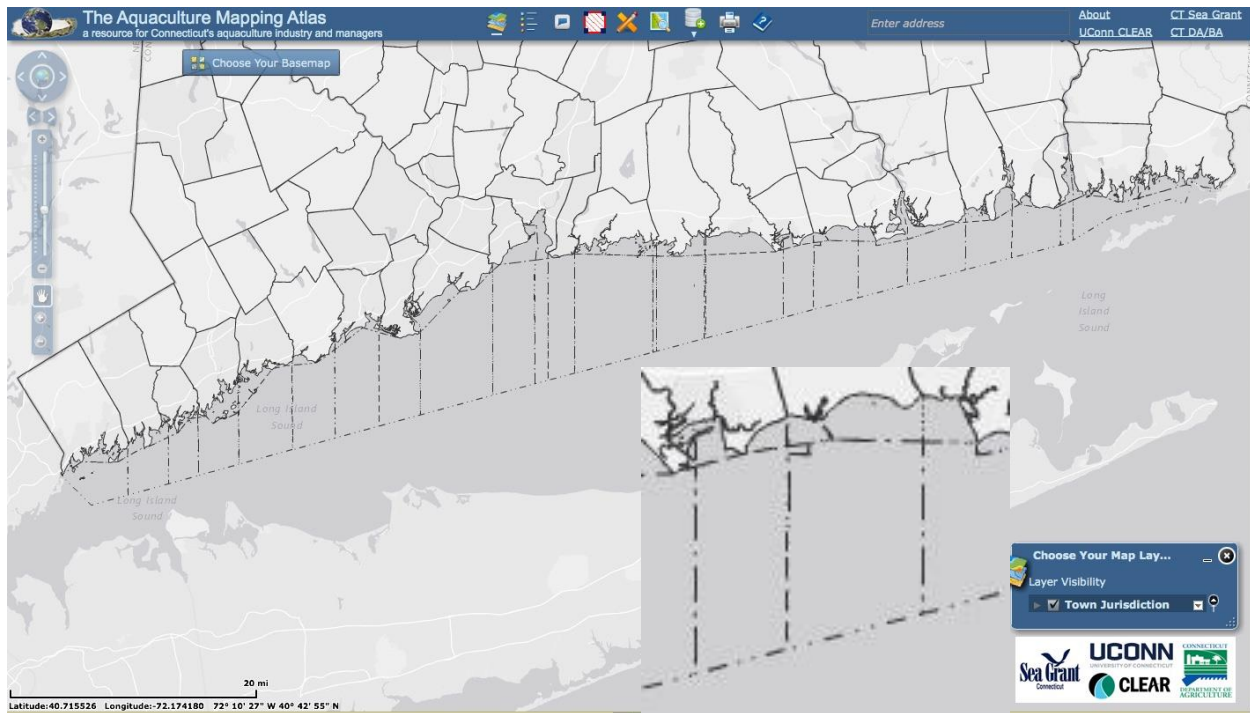 The Aquaculture Mapping Atlas
a resource for Connecticut's aquaculture industry and managers
Enter address
About
CT Sea Grant
UConn CLEAR
CT DA/BA
Choose Your Basemap
Long
Island
Sound
Long Island
Sound
Long Island
Sound
Choose Your Map Lay...
Layer Visibility
Town Jurisdiction
Sea Grant
Connecticut
UCONN
UNIVERSITY OF CONNECTICUT
CLEAR
CONNECTICUT
DEPARTMENT OF
AGRICULTURE
20 mi
Latitude:40.715526 Longitude:-72.174180 72° 10' 27" W 40° 42' 55" N